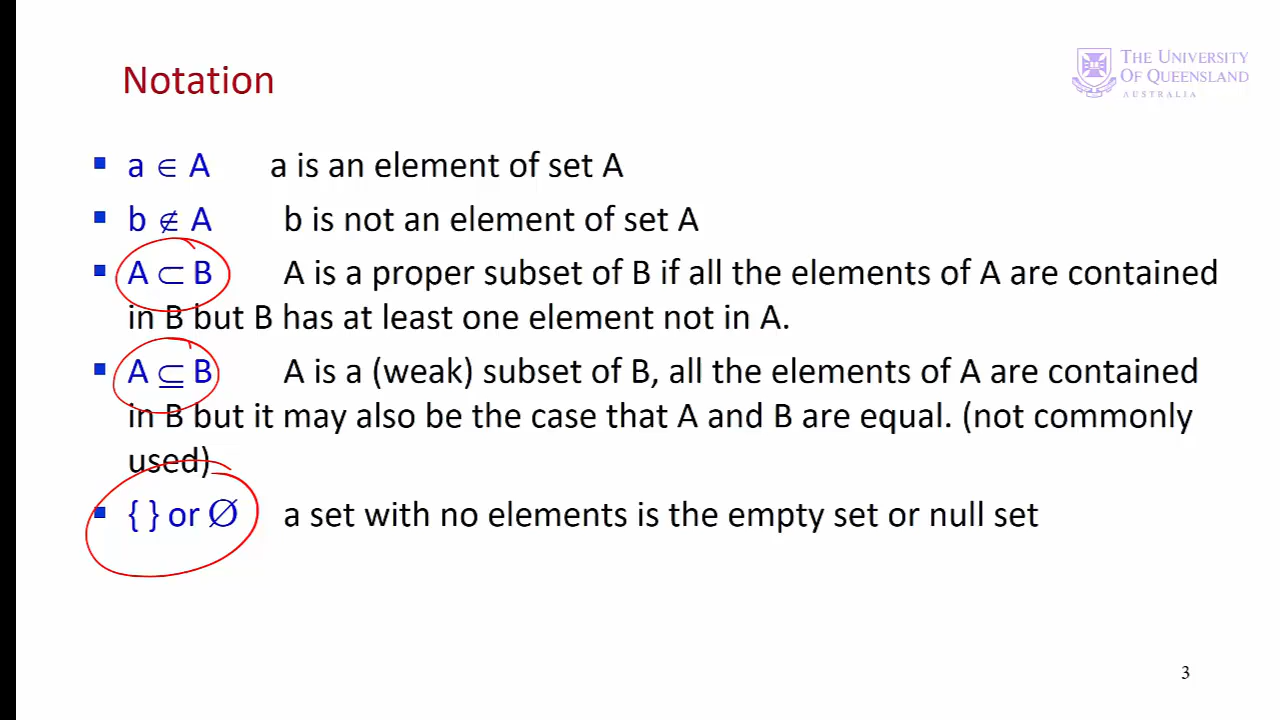 Notation
THE UNIVERSITY
OF QUEENSLAND
AUSTRALIA
▪ a ∈ A a is an element of set A
▪ b ∉ A b is not an element of set A
▪ A ⊂ B A is a proper subset of B if all the elements of A are contained
in B but B has at least one element not in A.
▪ A ⊆ B A is a (weak) subset of B, all the elements of A are contained
in B but it may also be the case that A and B are equal. (not commonly
used)
▪ { } or ∅ a set with no elements is the empty set or null set
3